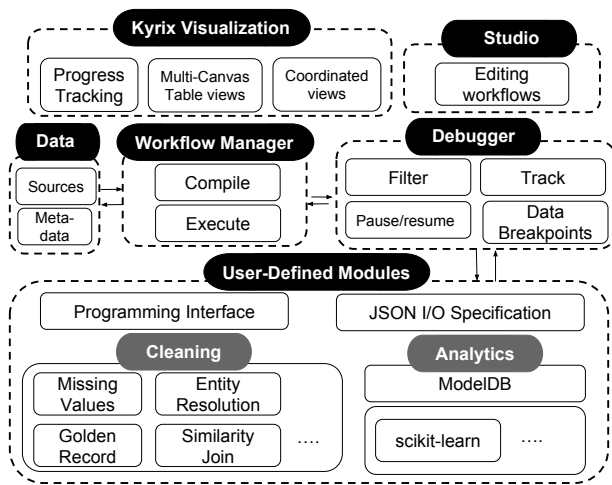 Kyrix Visualization
Progress
Tracking
Multi-Canvas
Table views
Coordinated
views
Studio
Editing
workflows
Data
Sources
Meta-
data
Workflow Manager
Compile
Execute
Debugger
Filter
Track
Pause/resume
Data
Breakpoints
User-Defined Modules
Programming Interface
JSON I/O Specification
Cleaning
Missing
Values
Entity
Resolution
Golden
Record
Similarity
Join
....
Analytics
ModelDB
scikit-learn
....